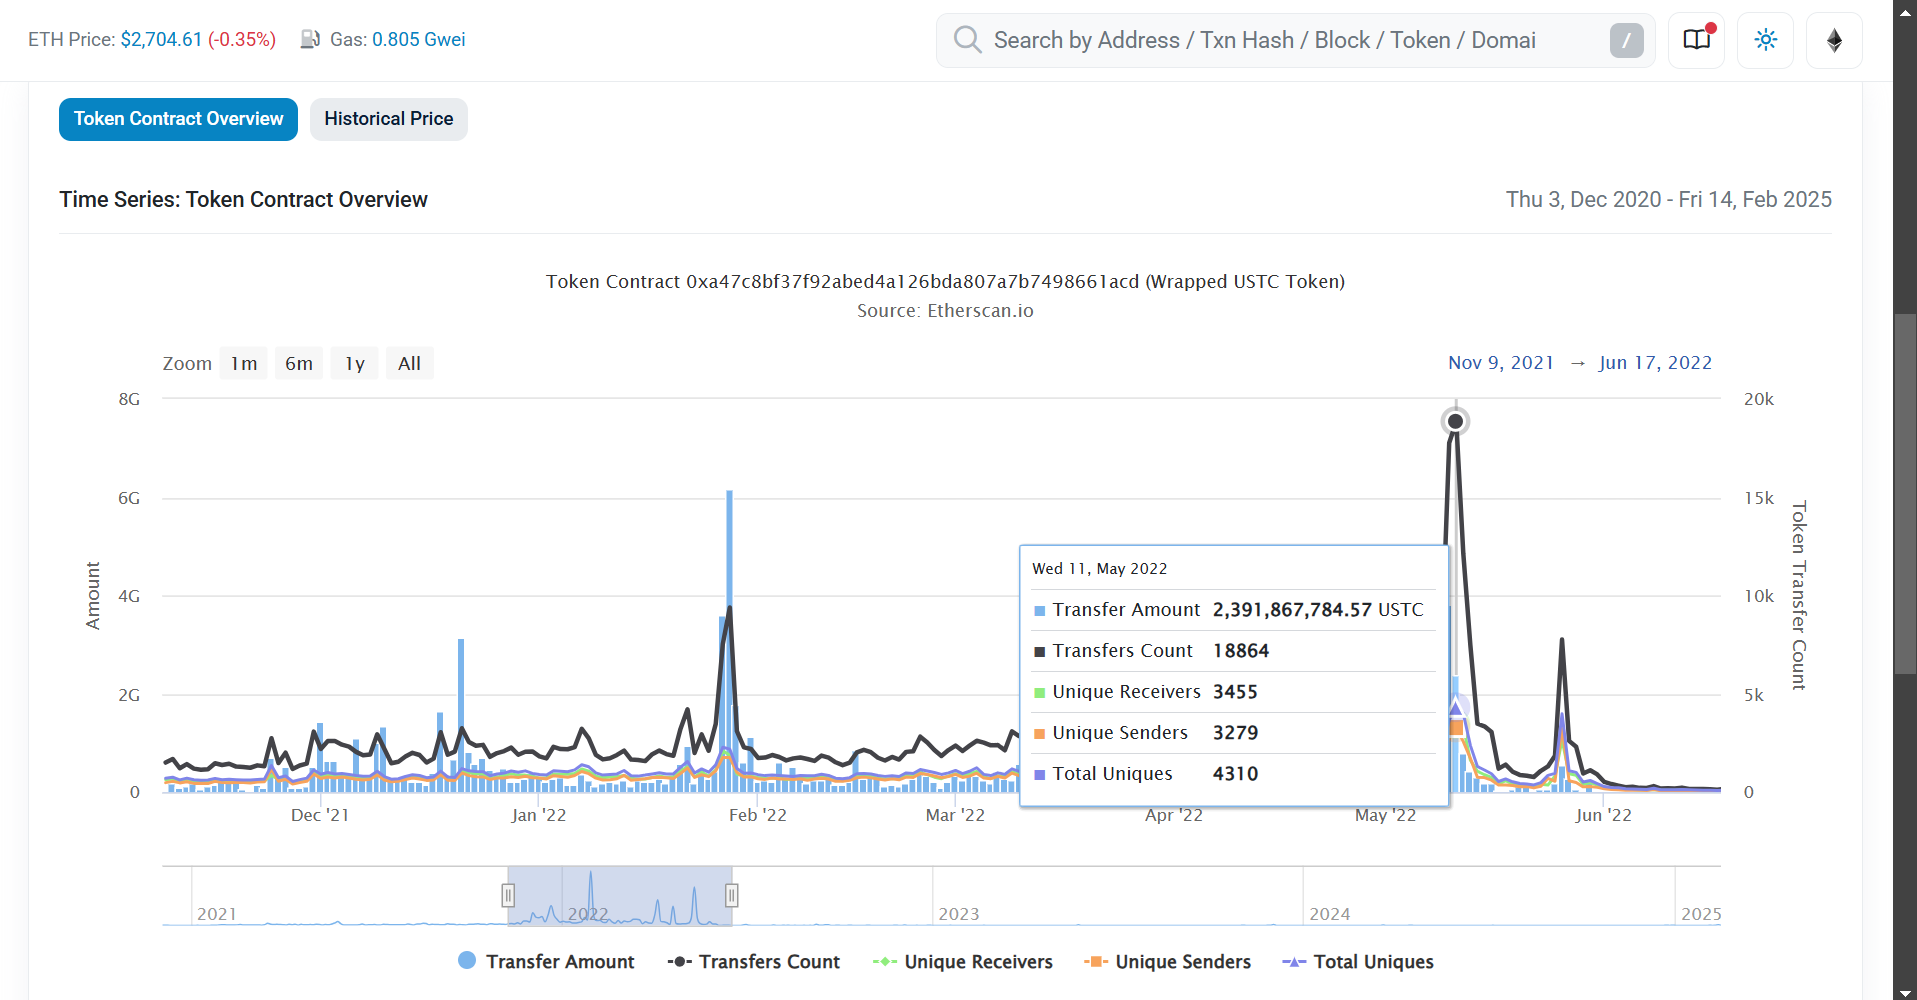 ETH Price: $2,704.61 (-0.35%) Gas: 0.805 Gwei
Search by Address / Txn Hash / Block / Token / Domai
/
Token Contract Overview
Historical Price
Time Series: Token Contract Overview
Thu 3, Dec 2020 - Fri 14, Feb 2025
Token Contract 0xa47c8bf37f92abed4a126bda807a7b7498661acd (Wrapped USTC Token)
Source: Etherscan.io
Zoom 1m 6m 1y All
Nov 9, 2021 → Jun 17, 2022
8G
6G
4G
2G
0
Amount
20k
15k
10k
5k
0
Token Transfer Count
Wed 11, May 2022
Transfer Amount 2,391,867,784.57 USTC
Transfers Count 18864
Unique Receivers 3455
Unique Senders 3279
Total Uniques 4310
Dec '21 Jan '22 Feb '22 Mar '22 Apr '22 May '22 Jun '22
2021 2022 2023 2024 2025
Transfer Amount Transfers Count Unique Receivers Unique Senders Total Uniques